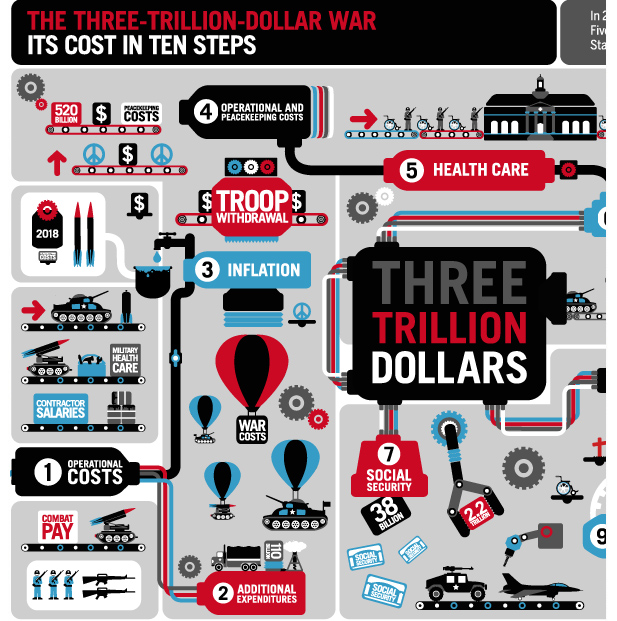 THE THREE-TRILLION-DOLLAR WAR
ITS COST IN TEN STEPS
In 2
Five
Sta
520
BILLION
$
PEACEKEEPING
COSTS
4
OPERATIONAL AND
PEACEKEEPING COSTS
$
5 HEALTH CARE
$
$ TROOP $
WITHDRAWAL
2018
3 INFLATION
THREE
TRILLION
DOLLARS
MILITARY
HEALTH
CARE
CONTRACTOR
SALARIES
WAR
COSTS
1
OPERATIONAL
COSTS
7
SOCIAL
SECURITY
38
BILLION
2.2
TRILLION
COMBAT
PAY
110
BILLION
SOCIAL
SECURITY
SOCIAL
SECURITY
SOCIAL
SECURITY
9
2
ADDITIONAL
EXPENDITURES